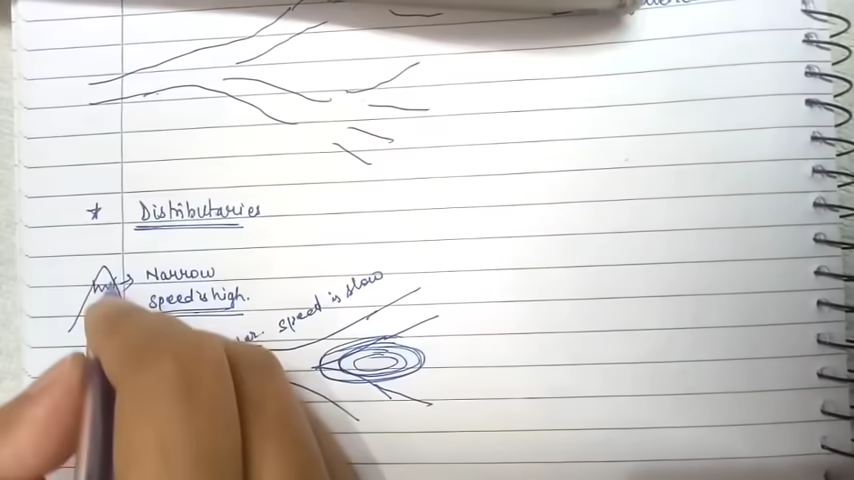 * Distributaries
Narrow
speed is high.
speed is slow